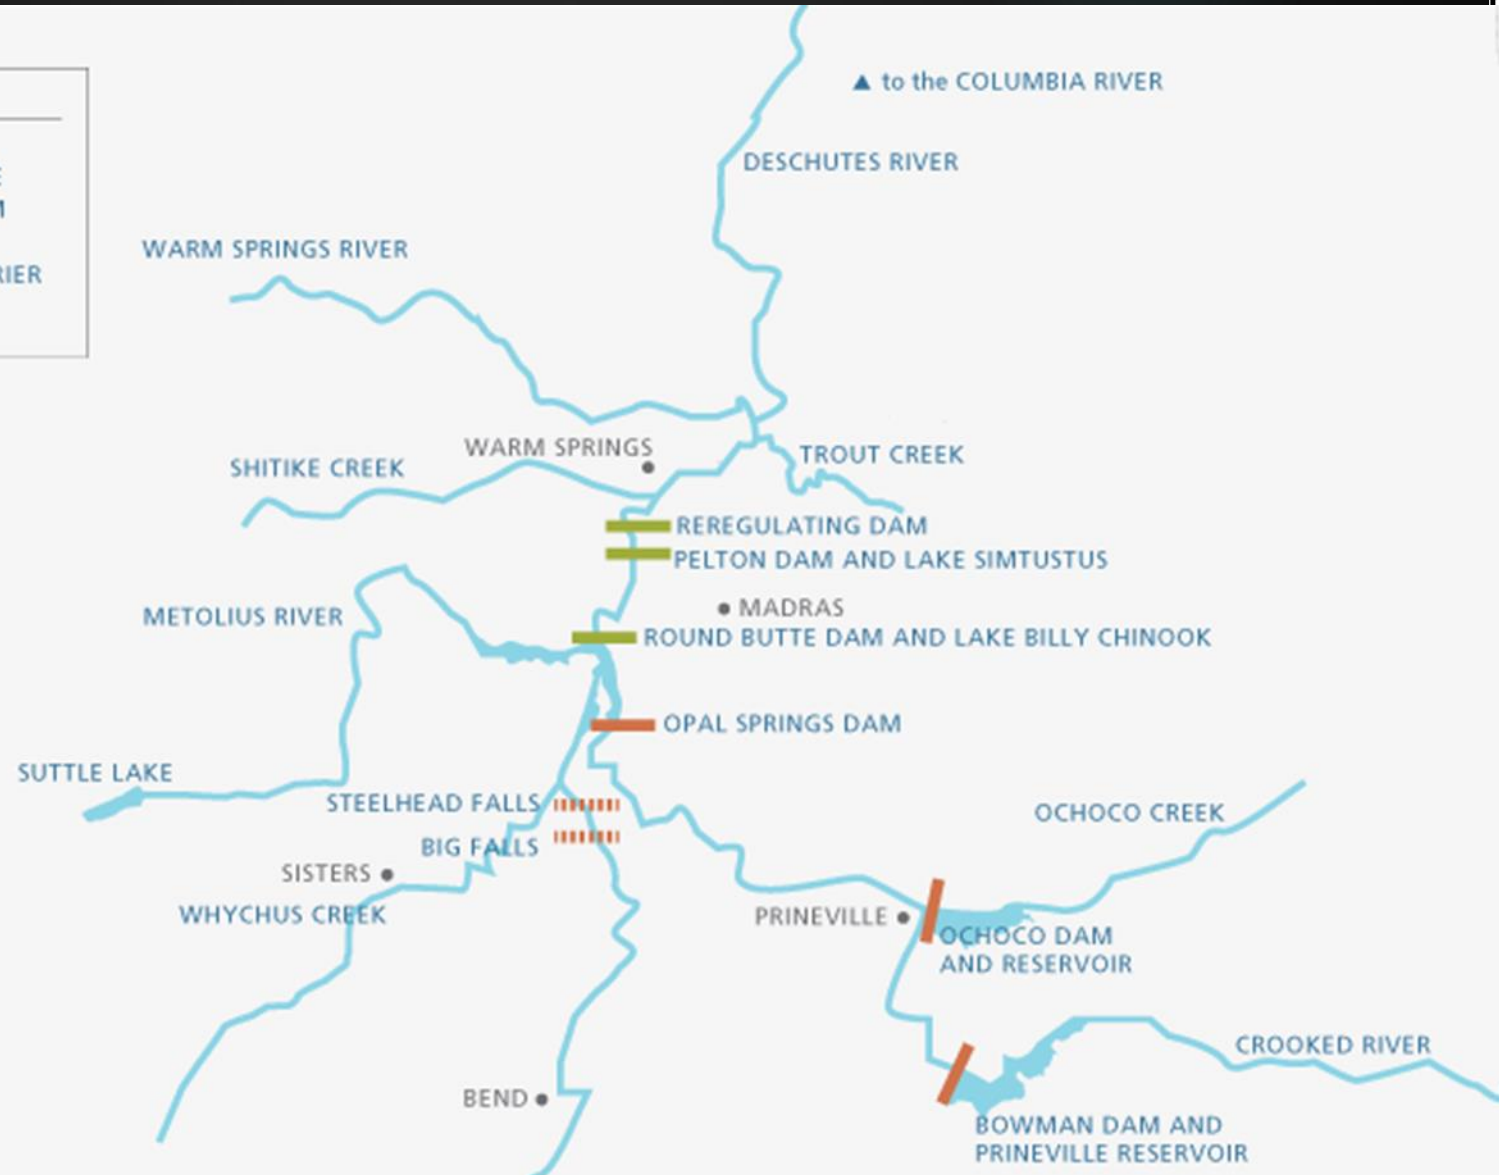 ▲ to the COLUMBIA RIVER
DESCHUTES RIVER
WARM SPRINGS RIVER
RIER
WARM SPRINGS
TROUT CREEK
SHITIKE CREEK
REREGULATING DAM
PELTON DAM AND LAKE SIMTUSTUS
MADRAS
METOLIUS RIVER
ROUND BUTTE DAM AND LAKE BILLY CHINOOK
OPAL SPRINGS DAM
SUTTLE LAKE
STEELHEAD FALLS
OCHOCO CREEK
BIG FALLS
SISTERS
WHYCHUS CREEK
PRINEVILLE
OCHOCO DAM
AND RESERVOIR
CROOKED RIVER
BEND
BOWMAN DAM AND
PRINEVILLE RESERVOIR